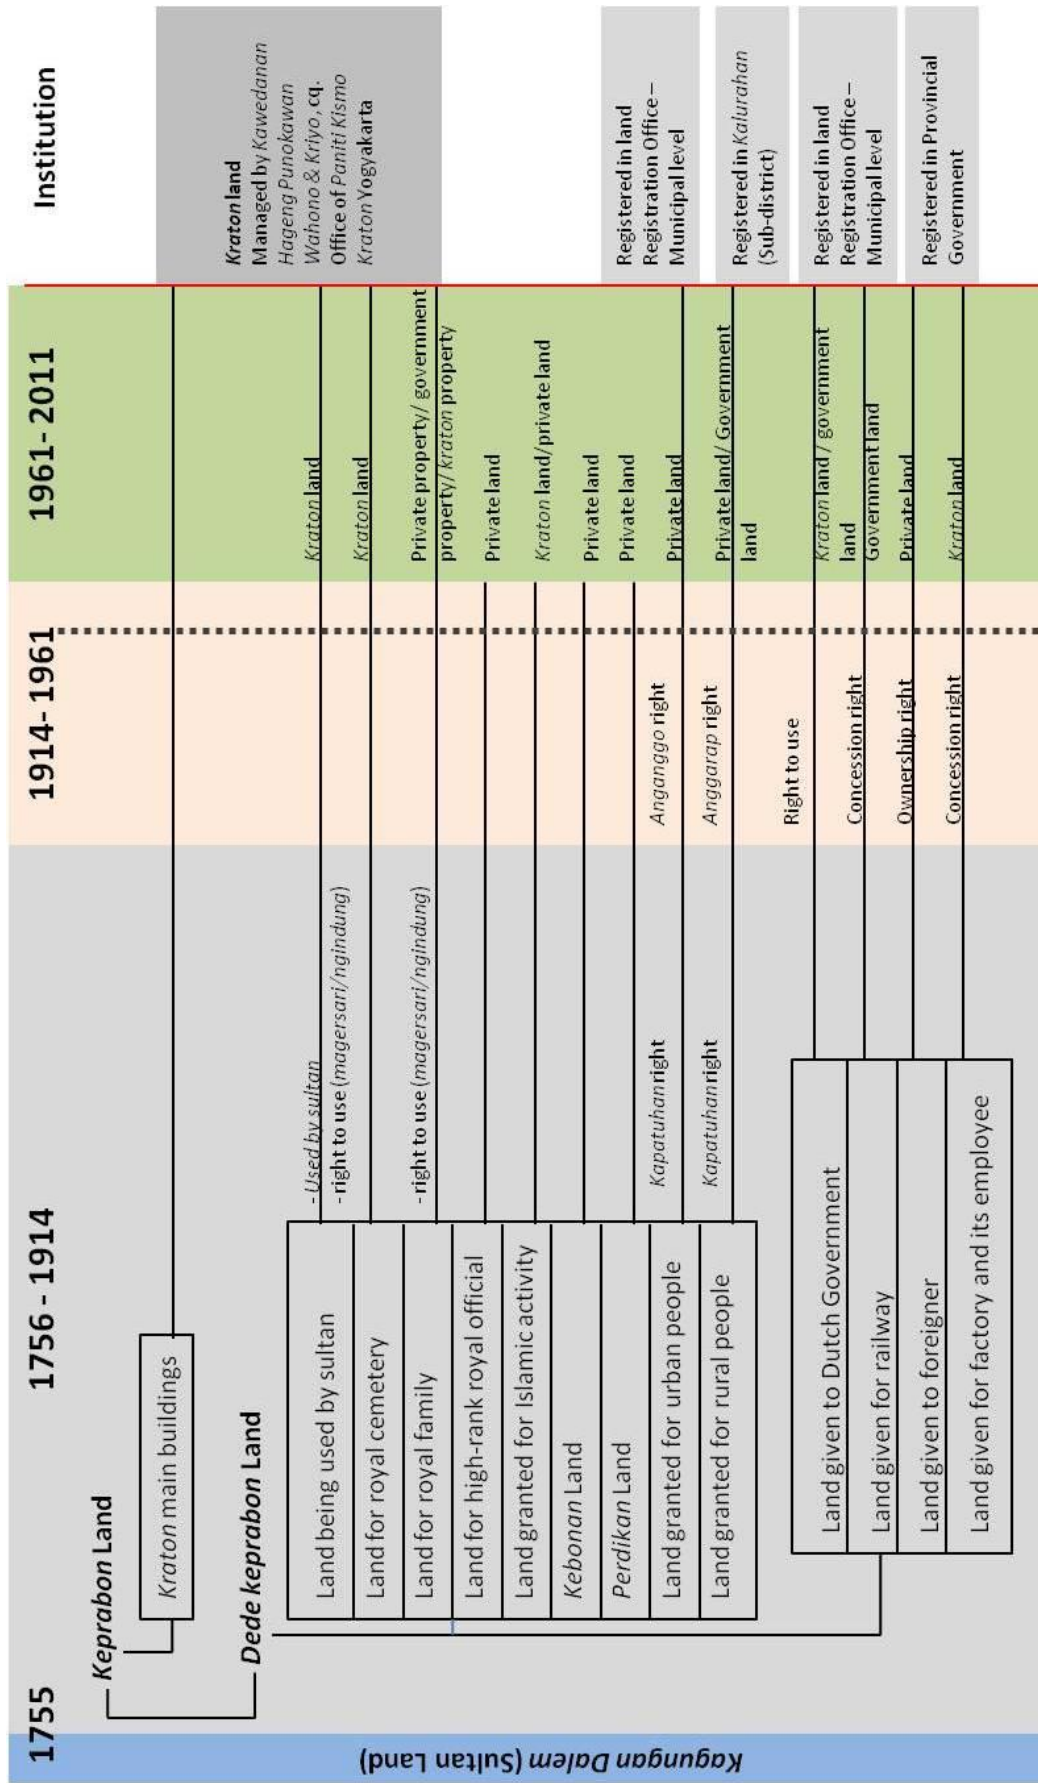 1755
1756 - 1914
1914- 1961
1961- 2011
Institution
Kagungan Dalem (Sultan Land)
Keprabon Land
Kraton main buildings
Dede keprabon Land
Land being used by sultan
Land for royal cemetery
Land for royal family
Land for high-rank royal official
Land granted for Islamic activity
Kebonan Land
Perdikan Land
Land granted for urban people
Land granted for rural people
Land given to Dutch Government
Land given for railway
Land given to foreigner
Land given for factory and its employee
- Used by sultan
- right to use (magersari/ngindung)
- right to use (magersari/ngindung)
Kapatuhan right
Kapatuhan right
Anganggo right
Anggarap right
Right to use
Concession right
Ownership right
Concession right
Kraton land
Kraton land
Private property/ government
property/ kraton property
Private land
Kraton land/private land
Private land
Private land
Private land
Private land/ Government
land
Kraton land / government
land
Government land
Private land
Kraton land
Kraton land
Managed by Kawedanan
Hageng Punokawan
Wahono & Kriyo, cq.
Office of Paniti Kismo
Kraton Yogyakarta
Registered in land
Registration Office –
Municipal level
Registered in Kalurahan
(Sub-district)
Registered in land
Registration Office –
Municipal level
Registered in Provincial
Government